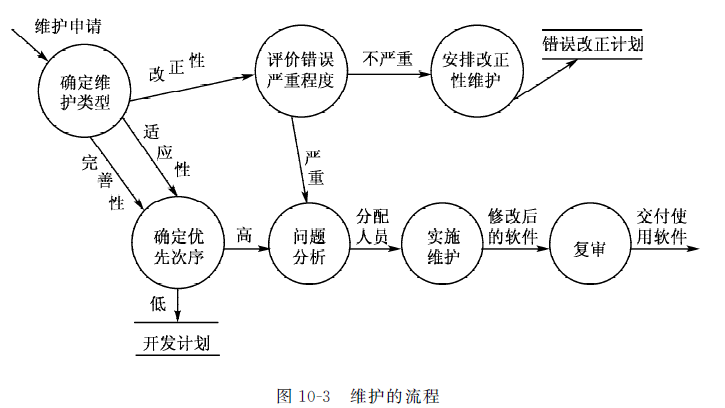 维护申请
确定维
护类型
改正性
评价错误
严重程度
不严重
安排改正
性维护
错误改正计划
完善性
适应性
严重
确定优
先次序
高
问题
分析
分配
人员
实施
维护
修改后
的软件
复审
交付使
用软件
低
开发计划
图 10-3 维护的流程